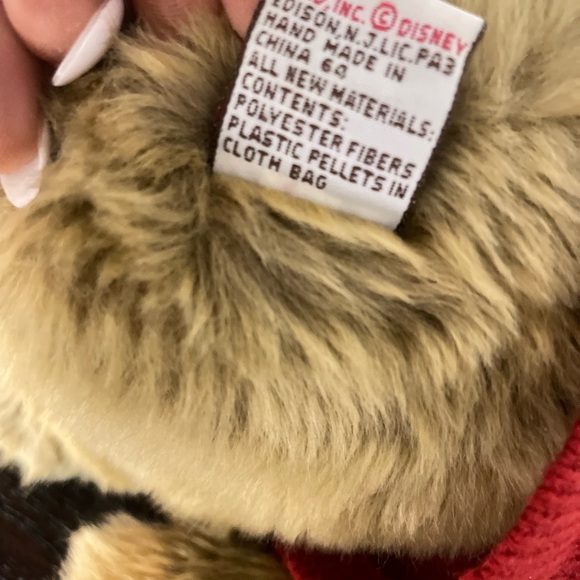 INC. © DISNEY
EDISON, N.J. LIC. PA3
HAND MADE IN
CHINA 64
ALL NEW MATERIALS:
CONTENTS:
POLYESTER FIBERS
PLASTIC PELLETS IN
CLOTH BAG